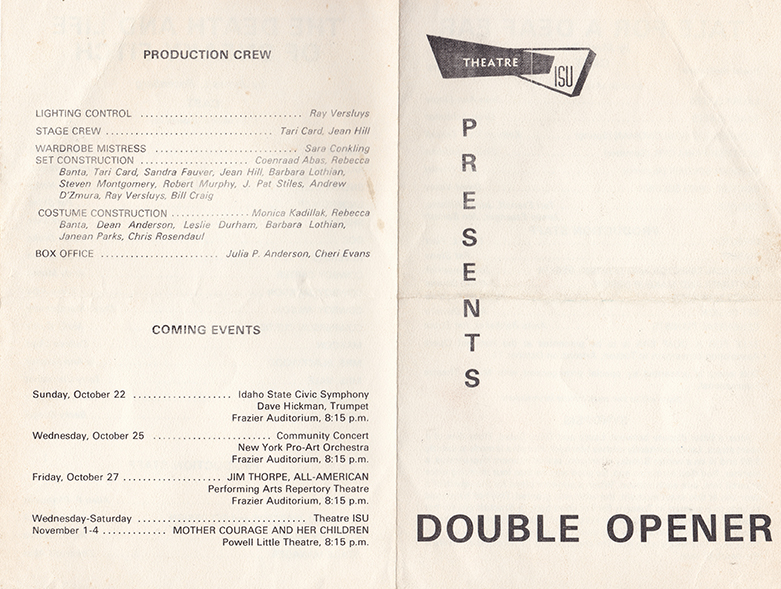 PRODUCTION CREW
LIGHTING CONTROL ................................ Ray Versluys
STAGE CREW ................................ Tari Card, Jean Hill
WARDROBE MISTRESS ............................ Sara Conkling
SET CONSTRUCTION ..................... Coenraad Abas, Rebecca
Banta, Tari Card, Sandra Fauver, Jean Hill, Barbara Lothian,
Steven Montgomery, Robert Murphy, J. Pat Stiles, Andrew
D'Zmura, Ray Versluys, Bill Craig
COSTUME CONSTRUCTION .............. Monica Kadillak, Rebecca
Banta, Dean Anderson, Leslie Durham, Barbara Lothian,
Janean Parks, Chris Rosendaul
BOX OFFICE ....................... Julia P. Anderson, Cheri Evans
COMING EVENTS
Sunday, October 22 ................... Idaho State Civic Symphony
Dave Hickman, Trumpet
Frazier Auditorium, 8:15 p.m.
Wednesday, October 25 ....................... Community Concert
New York Pro-Art Orchestra
Frazier Auditorium, 8:15 p.m.
Friday, October 27 ................... JIM THORPE, ALL-AMERICAN
Performing Arts Repertory Theatre
Frazier Auditorium, 8:15 p.m.
Wednesday-Saturday ................................ Theatre ISU
November 1-4 ............ MOTHER COURAGE AND HER CHILDREN
Powell Little Theatre, 8:15 p.m.
THEATRE ISU
P
R
E
S
E
N
T
S
DOUBLE OPENER